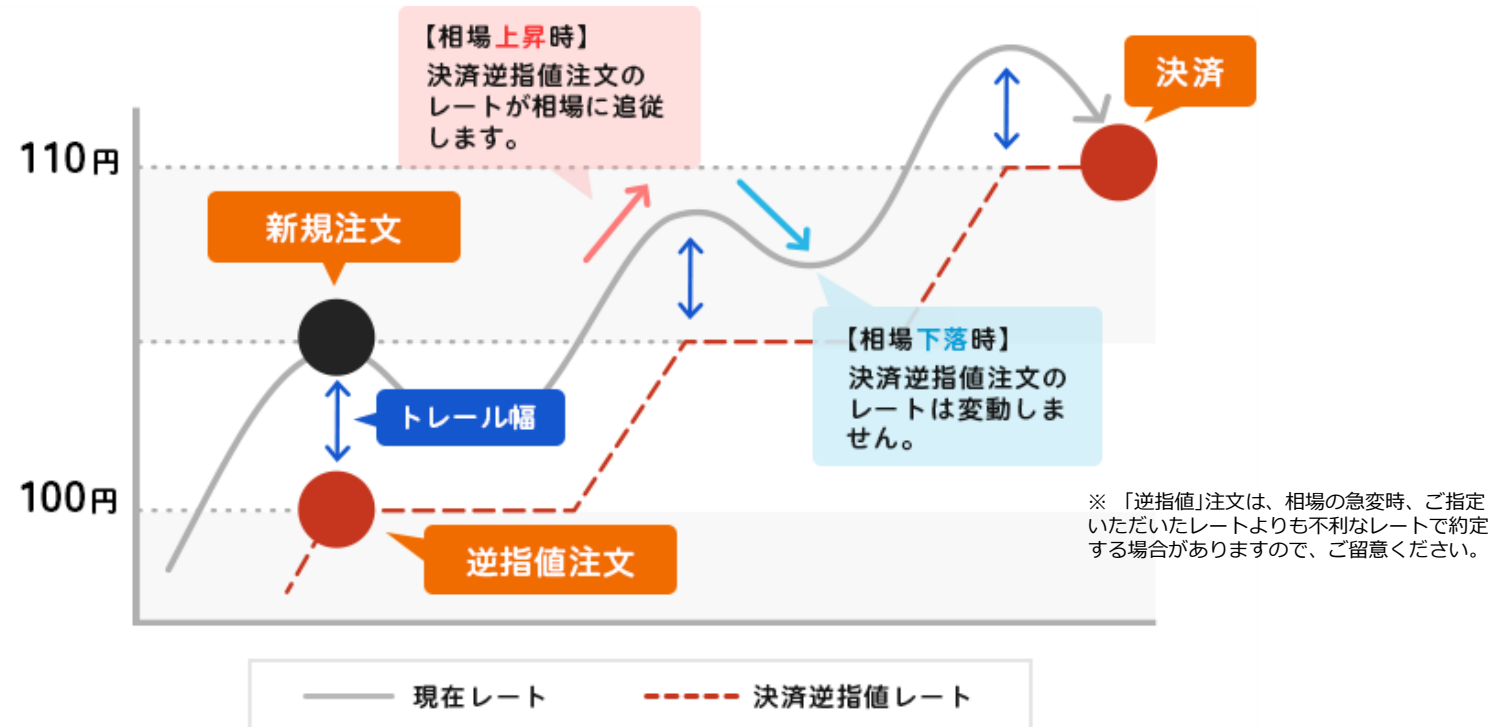 【相場上昇時】
決済逆指値注文の
レートが相場に追従
します。
決済
110円
新規注文
【相場下落時】
決済逆指値注文の
レートは変動しま
せん。
トレール幅
100円
逆指値注文
※ 「逆指値」注文は、相場の急変時、ご指定
いただいたレートよりも不利なレートで約定
する場合がありますので、ご留意ください。
現在レート
決済逆指値レート